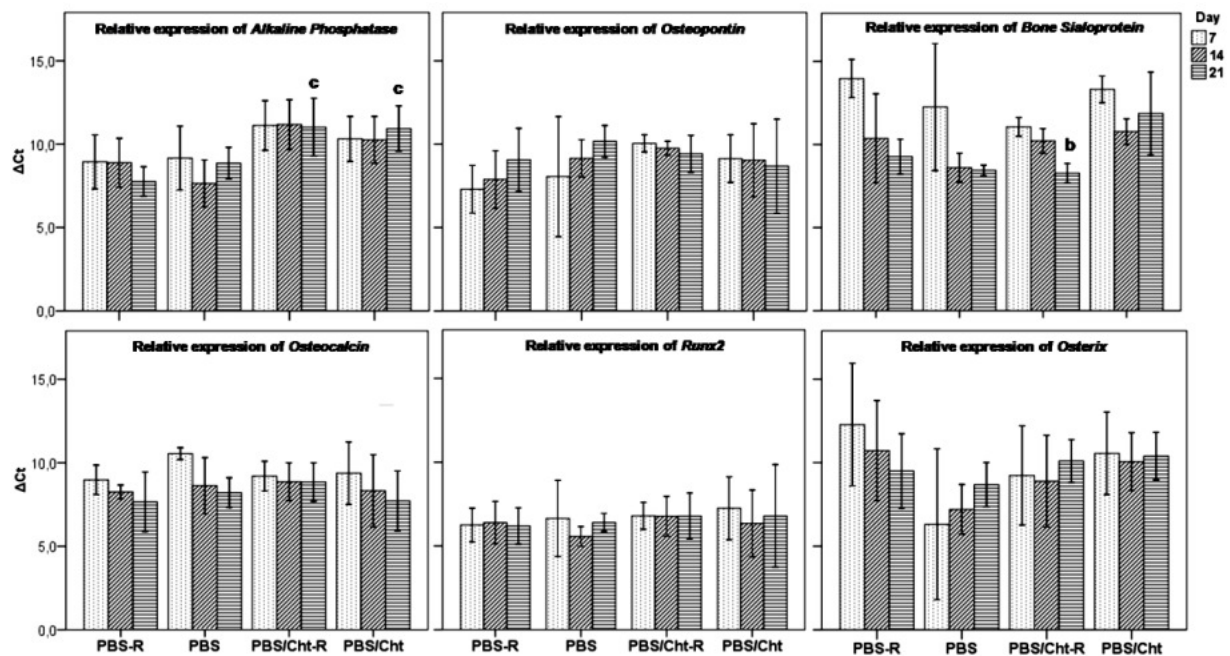 Relative expression of Alkaline Phosphatase
Relative expression of Osteopontin
Relative expression of Bone Sialoprotein
Day
7
14
21
15,0
10,0
5,0
0,0
ΔCt
c
c
b
Relative expression of Osteocalcin
Relative expression of Runx2
Relative expression of Osterix
15,0
10,0
5,0
0,0
ΔCt
PBS-R PBS PBS/Cht-R PBS/Cht
PBS-R PBS PBS/Cht-R PBS/Cht
PBS-R PBS PBS/Cht-R PBS/Cht